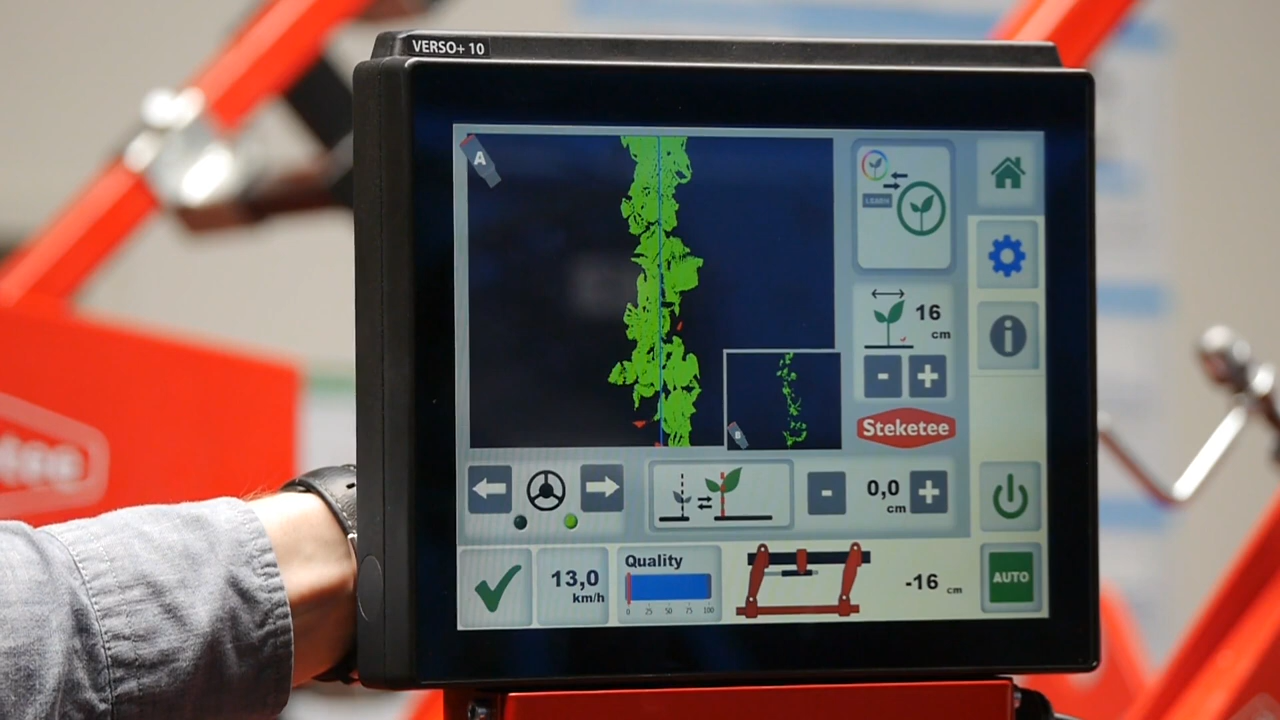 VERSO+ 10
A
LEARN
16
cm
- +
Steketee
B
- 0,0 +
cm
13,0
km/h
Quality
0 25 50 75 100
-16 cm
AUTO
tee